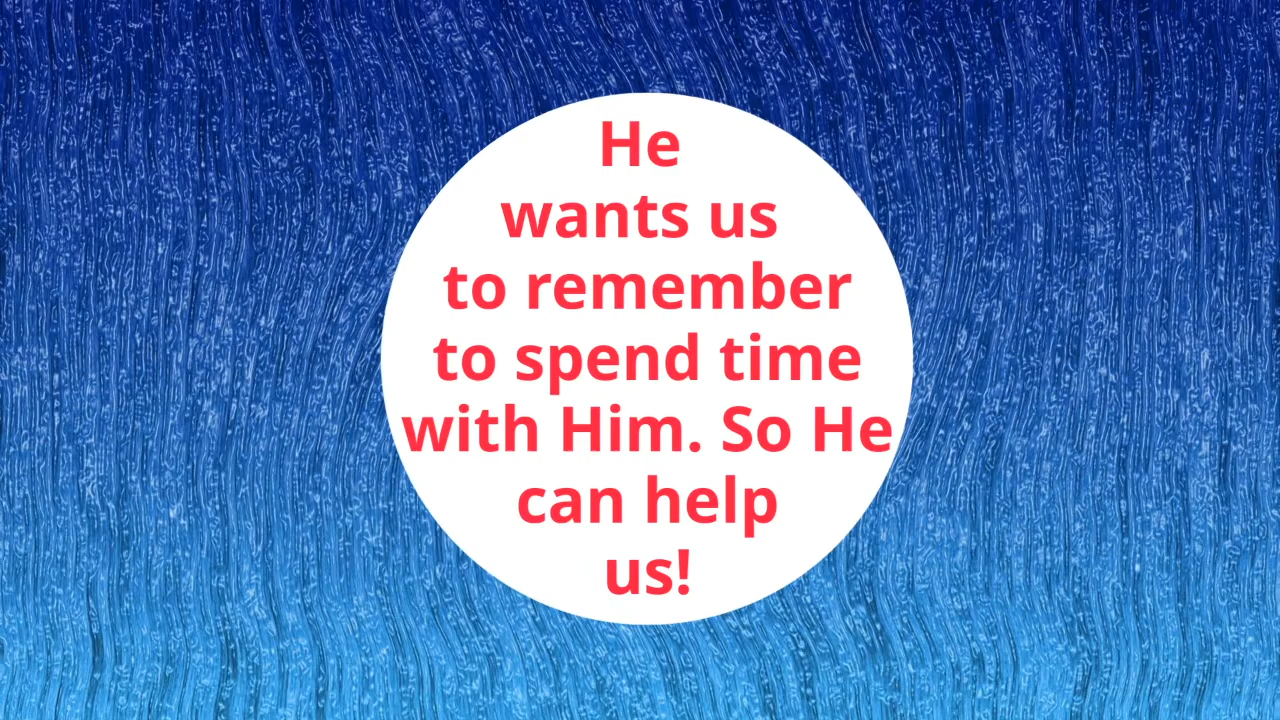 He
wants us
to remember
to spend time
with Him. So He
can help
us!